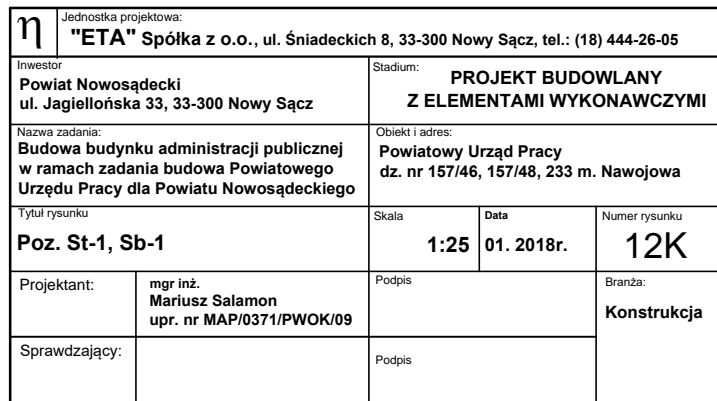 η
Jednostka projektowa:
"ETA" Spółka z o.o., ul. Śniadeckich 8, 33-300 Nowy Sącz, tel.: (18) 444-26-05
Inwestor
Powiat Nowosądecki
ul. Jagiellońska 33, 33-300 Nowy Sącz
Stadium:
PROJEKT BUDOWLANY
Z ELEMENTAMI WYKONAWCZYMI
Nazwa zadania:
Budowa budynku administracji publicznej
w ramach zadania budowa Powiatowego
Urzędu Pracy dla Powiatu Nowosądeckiego
Obiekt i adres:
Powiatowy Urząd Pracy
dz. nr 157/46, 157/48, 233 m. Nawojowa
Tytuł rysunku
Poz. St-1, Sb-1
Skala
1:25
Data
01. 2018r.
Numer rysunku
12K
Projektant:
mgr inż.
Mariusz Salamon
upr. nr MAP/0371/PWOK/09
Podpis
Branża:
Konstrukcja
Sprawdzający:
Podpis